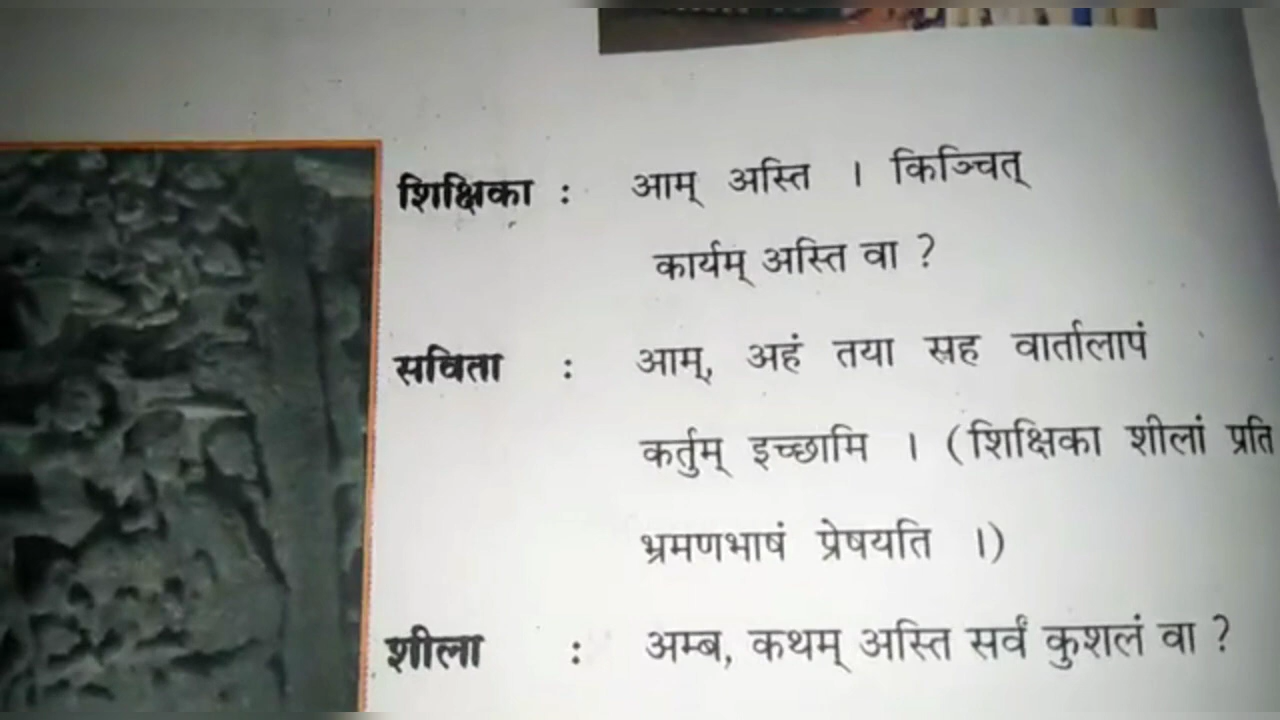 शिक्षिका : आम् अस्ति । किञ्चित्
कार्यम् अस्ति वा ?
सविता : आम्, अहं तया सह वार्तालापं
कर्तुम् इच्छामि । (शिक्षिका शीलां प्रति
भ्रमणभाषं प्रेषयति ।)
शीला : अम्ब, कथम् अस्ति सर्वं कुशलं वा ?